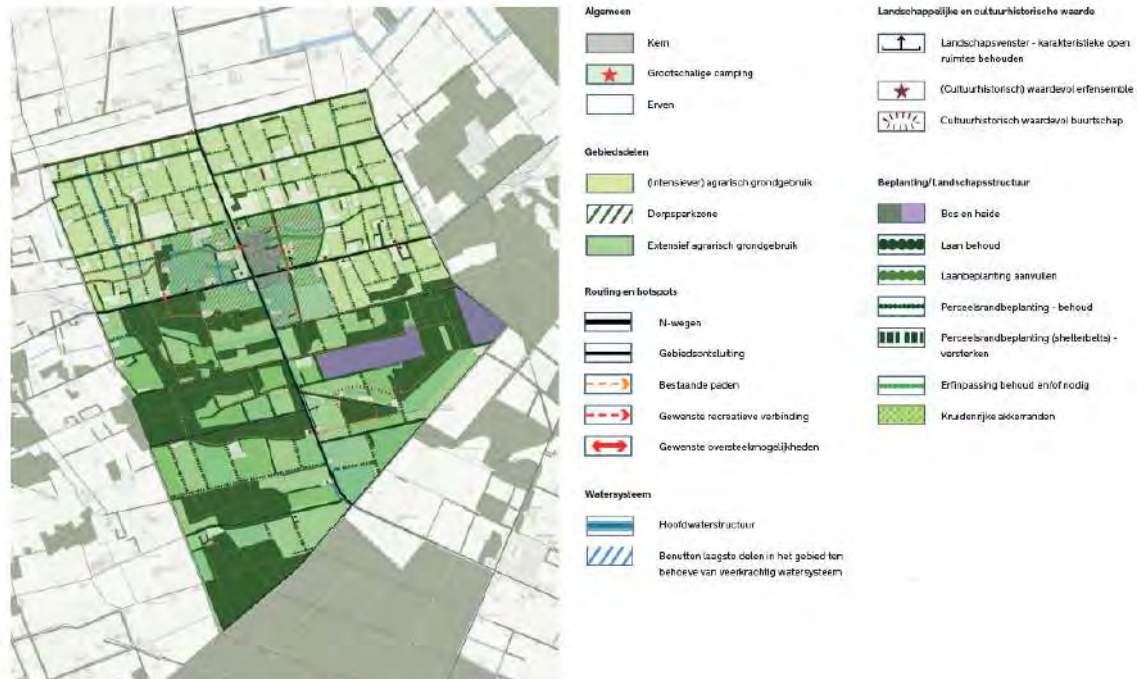 Algemeen
Kern
Grootschalige camping
Erven
Gebiedsdelen
(Intensiever) agrarisch grondgebruik
Dorpsparkzone
Extensief agrarisch grondgebruik
Routing en hotspots
N-wegen
Gebiedsontsluiting
Bestaande paden
Gewenste recreatieve verbinding
Gewenste oversteekmogelijkheden
Watersysteem
Hoofdwaterstructuur
Benutten laagste delen in het gebied ten
behoeve van veerkrachtig watersysteem
Landschappelijke en cultuurhistorische waarde
Landschapsvenster - karakteristieke open
ruimtes behouden
(Cultuurhistorisch) waardevol erfensemble
Cultuurhistorisch waardevol buurtschap
Beplanting/Landschapsstructuur
Bos en heide
Laan behoud
Laanbeplanting aanvullen
Perceelsrandbeplanting - behoud
Perceelsrandbeplanting (shelterbelts) -
versterken
Erfinpassing behoud en/of nodig
Kruidenrijke akkerranden